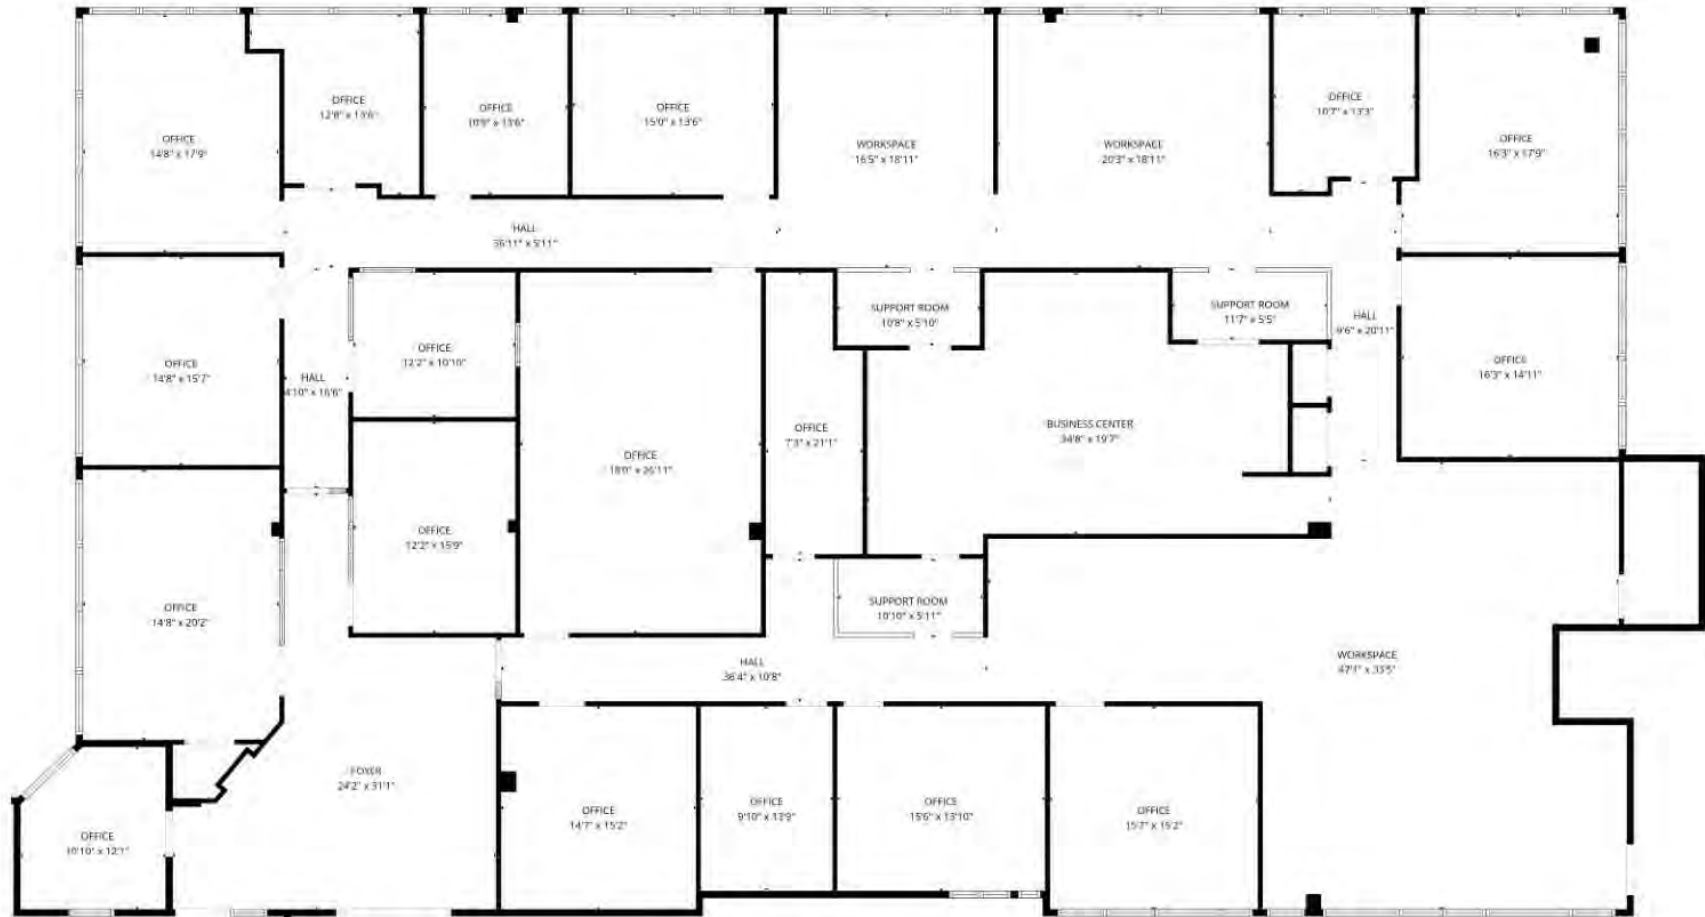 OFFICE
14'8" x 17'9"
OFFICE
12'8" x 13'6"
OFFICE
10'9" x 13'6"
OFFICE
15'0" x 13'6"
WORKSPACE
16'5" x 18'11"
WORKSPACE
20'3" x 18'11"
OFFICE
10'7" x 13'3"
OFFICE
16'3" x 17'9"
HALL
36'11" x 5'11"
SUPPORT ROOM
10'8" x 5'10"
SUPPORT ROOM
11'7" x 5'5"
HALL
9'6" x 20'11"
OFFICE
14'8" x 15'7"
HALL
4'10" x 16'6"
OFFICE
12'2" x 10'10"
OFFICE
16'3" x 14'11"
OFFICE
18'0" x 26'11"
OFFICE
7'3" x 21'1"
BUSINESS CENTER
34'8" x 19'7"
OFFICE
12'2" x 15'9"
OFFICE
14'8" x 20'2"
SUPPORT ROOM
10'10" x 5'11"
HALL
36'4" x 10'8"
WORKSPACE
47'1" x 33'5"
FOYER
24'2" x 31'1"
OFFICE
10'10" x 12'1"
OFFICE
14'7" x 15'2"
OFFICE
9'10" x 13'9"
OFFICE
15'6" x 13'10"
OFFICE
15'7" x 15'2"